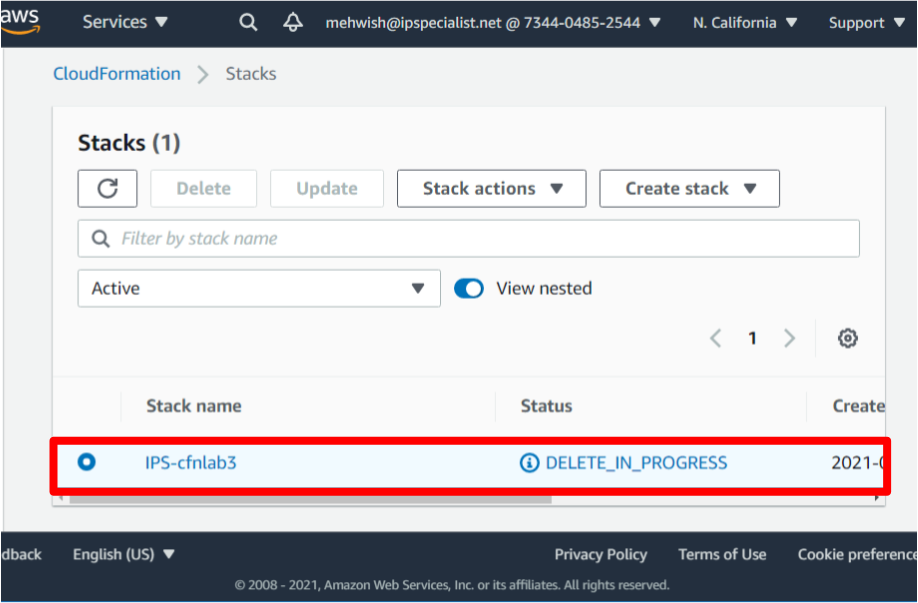 aws Services mehwish@ipspecialist.net @ 7344-0485-2544 N. California Support
CloudFormation Stacks
Stacks (1)
Delete Update Stack actions Create stack
Filter by stack name
Active View nested
1
Stack name Status Create
IPS-cfnlab3 DELETE_IN_PROGRESS 2021-0
dback English (US) Privacy Policy Terms of Use Cookie preference
© 2008 - 2021, Amazon Web Services, Inc. or its affiliates. All rights reserved.